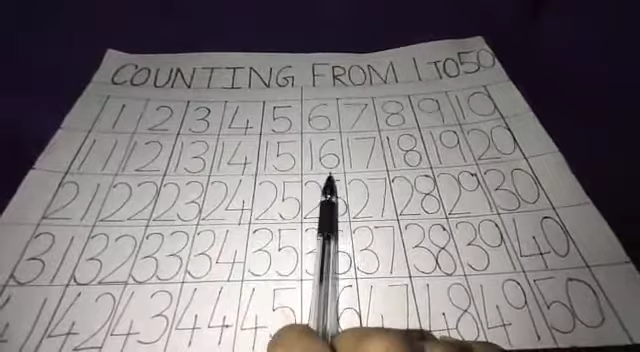 COUNTING FROM 1 TO 50
1 2 3 4 5 6 7 8 9 10
11 12 13 14 15 16 17 18 19 20
21 22 23 24 25 27 28 29 30
31 32 33 34 35 37 38 39 40
42 43 44 45 47 48 49 50